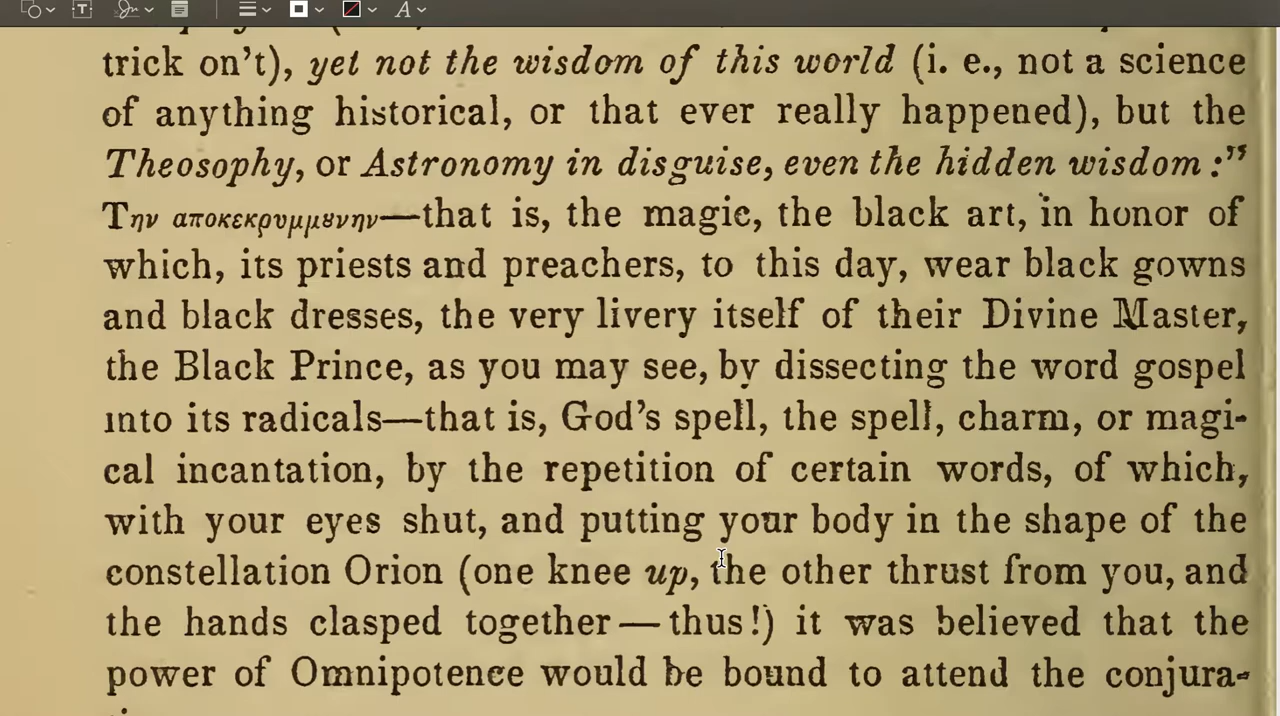 trick on't), yet not the wisdom of this world (i. e., not a science
of anything historical, or that ever really happened), but the
Theosophy, or Astronomy in disguise, even the hidden wisdom:"
Την αποκεκρυμμενην—that is, the magic, the black art, in honor of
which, its priests and preachers, to this day, wear black gowns
and black dresses, the very livery itself of their Divine Master,
the Black Prince, as you may see, by dissecting the word gospel
into its radicals—that is, God's spell, the spell, charm, or magi-
cal incantation, by the repetition of certain words, of which,
with your eyes shut, and putting your body in the shape of the
constellation Orion (one knee up, the other thrust from you, and
the hands clasped together—thus!) it was believed that the
power of Omnipotence would be bound to attend the conjura-